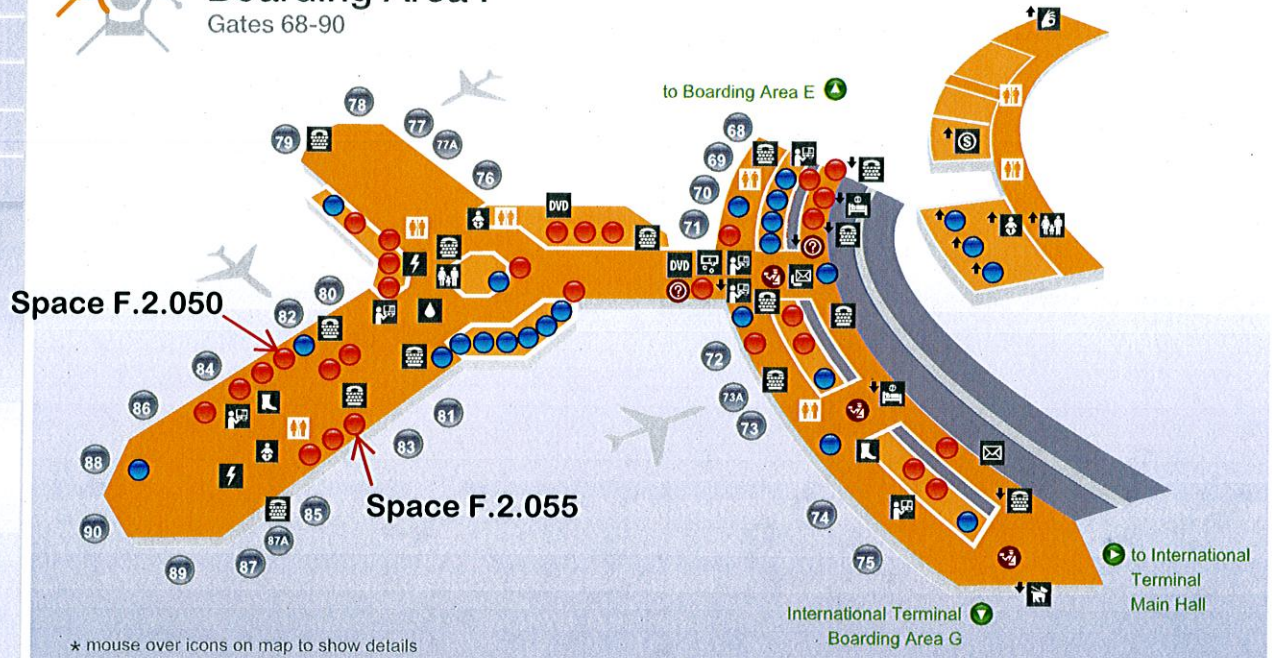 Boarding Area F
Gates 68-90
to Boarding Area E
78
79
77
77A
76
68
69
70
71
DVD
DVD
S
?
?
Space F.2.050
80
82
84
86
88
90
89
87
87A
85
83
81
Space F.2.055
72
73A
73
74
75
to International
Terminal
Main Hall
International Terminal
Boarding Area G
* mouse over icons on map to show details